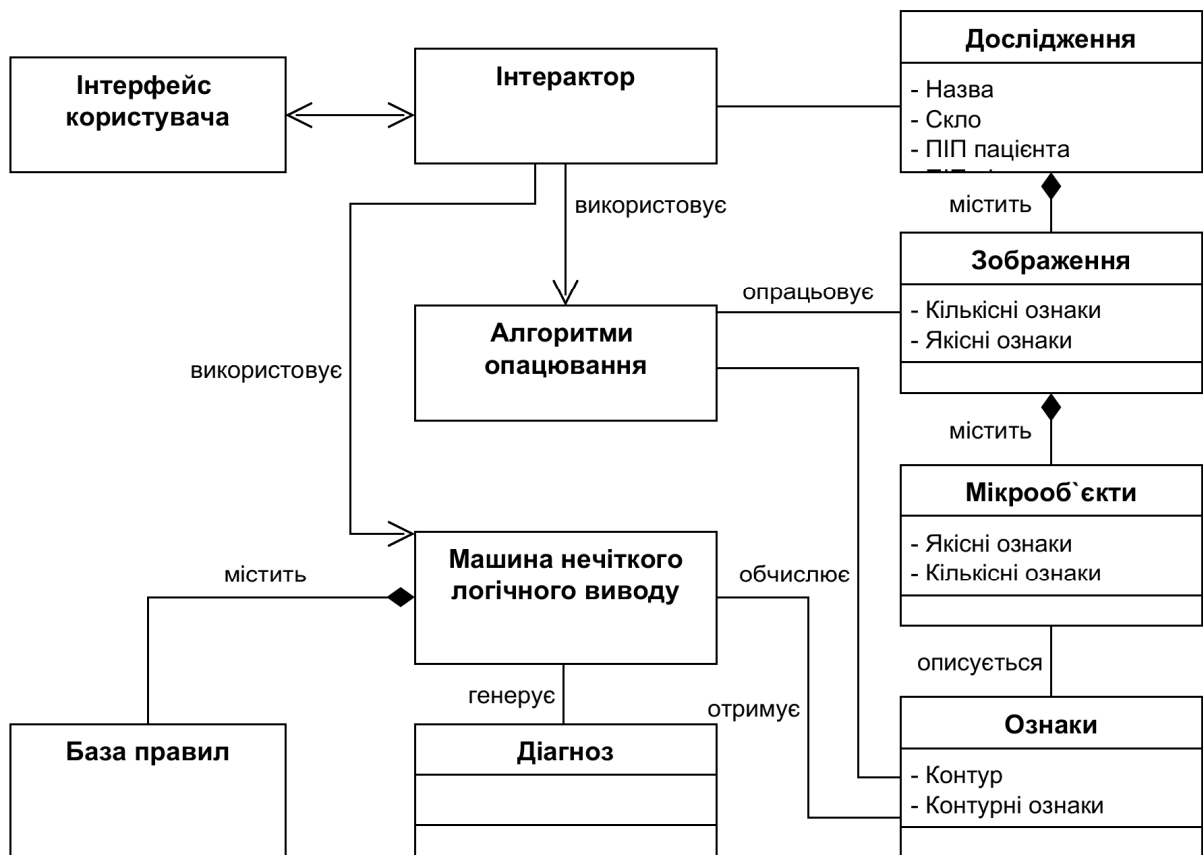 Дослідження
- Назва
- Скло
- ПІП пацієнта
Інтерфейс
користувача
Інтерактор
використовує
містить
Зображення
- Кількісні ознаки
- Якісні ознаки
опрацьовує
Алгоритми
опацювання
використовує
містить
Мікрооб`єкти
- Якісні ознаки
- Кількісні ознаки
Машина нечіткого
логічного виводу
містить
обчислює
описується
генерує
отримує
Ознаки
- Контур
- Контурні ознаки
База правил
Діагноз